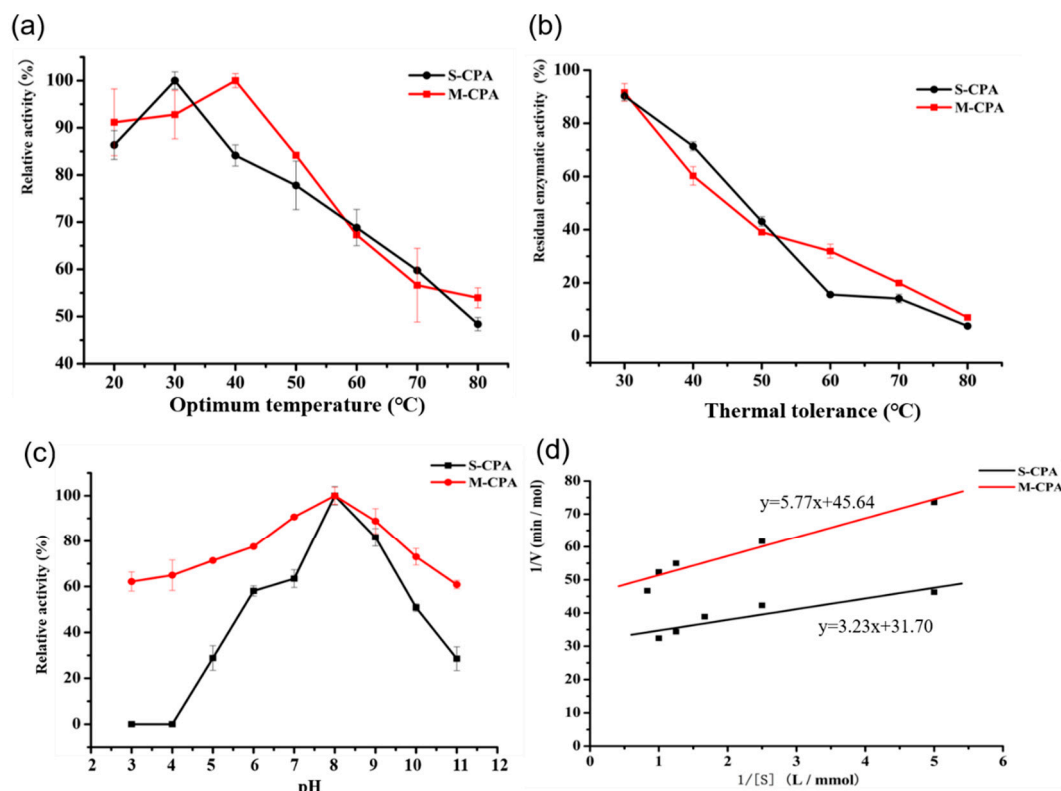 (a)
Relative activity (%)
100
90
80
70
60
50
40
S-CPA
M-CPA
20 30 40 50 60 70 80
Optimum temperature (℃)
(b)
Residual enzymatic activity (%)
100
80
60
40
20
0
S-CPA
M-CPA
30 40 50 60 70 80
Thermal tolerance (℃)
(c)
Relative activity (%)
100
80
60
40
20
0
S-CPA
M-CPA
2 3 4 5 6 7 8 9 10 11 12
pH
(d)
1/V (min / mol)
80
70
60
50
40
30
20
10
0
S-CPA
M-CPA
y=5.77x+45.64
y=3.23x+31.70
0 1 2 3 4 5 6
1/[S] (L / mmol)